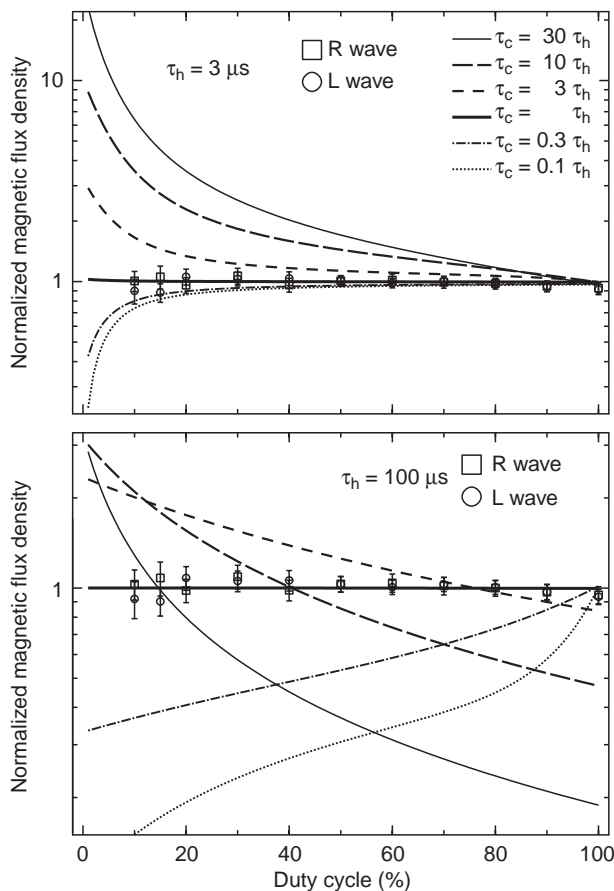 Normalized magnetic flux density
10
1
τh = 3 μs
R wave
L wave
τc = 30 τh
τc = 10 τh
τc = 3 τh
τc = τh
τc = 0.3 τh
τc = 0.1 τh
Normalized magnetic flux density
1
τh = 100 μs
R wave
L wave
0 20 40 60 80 100
Duty cycle (%)